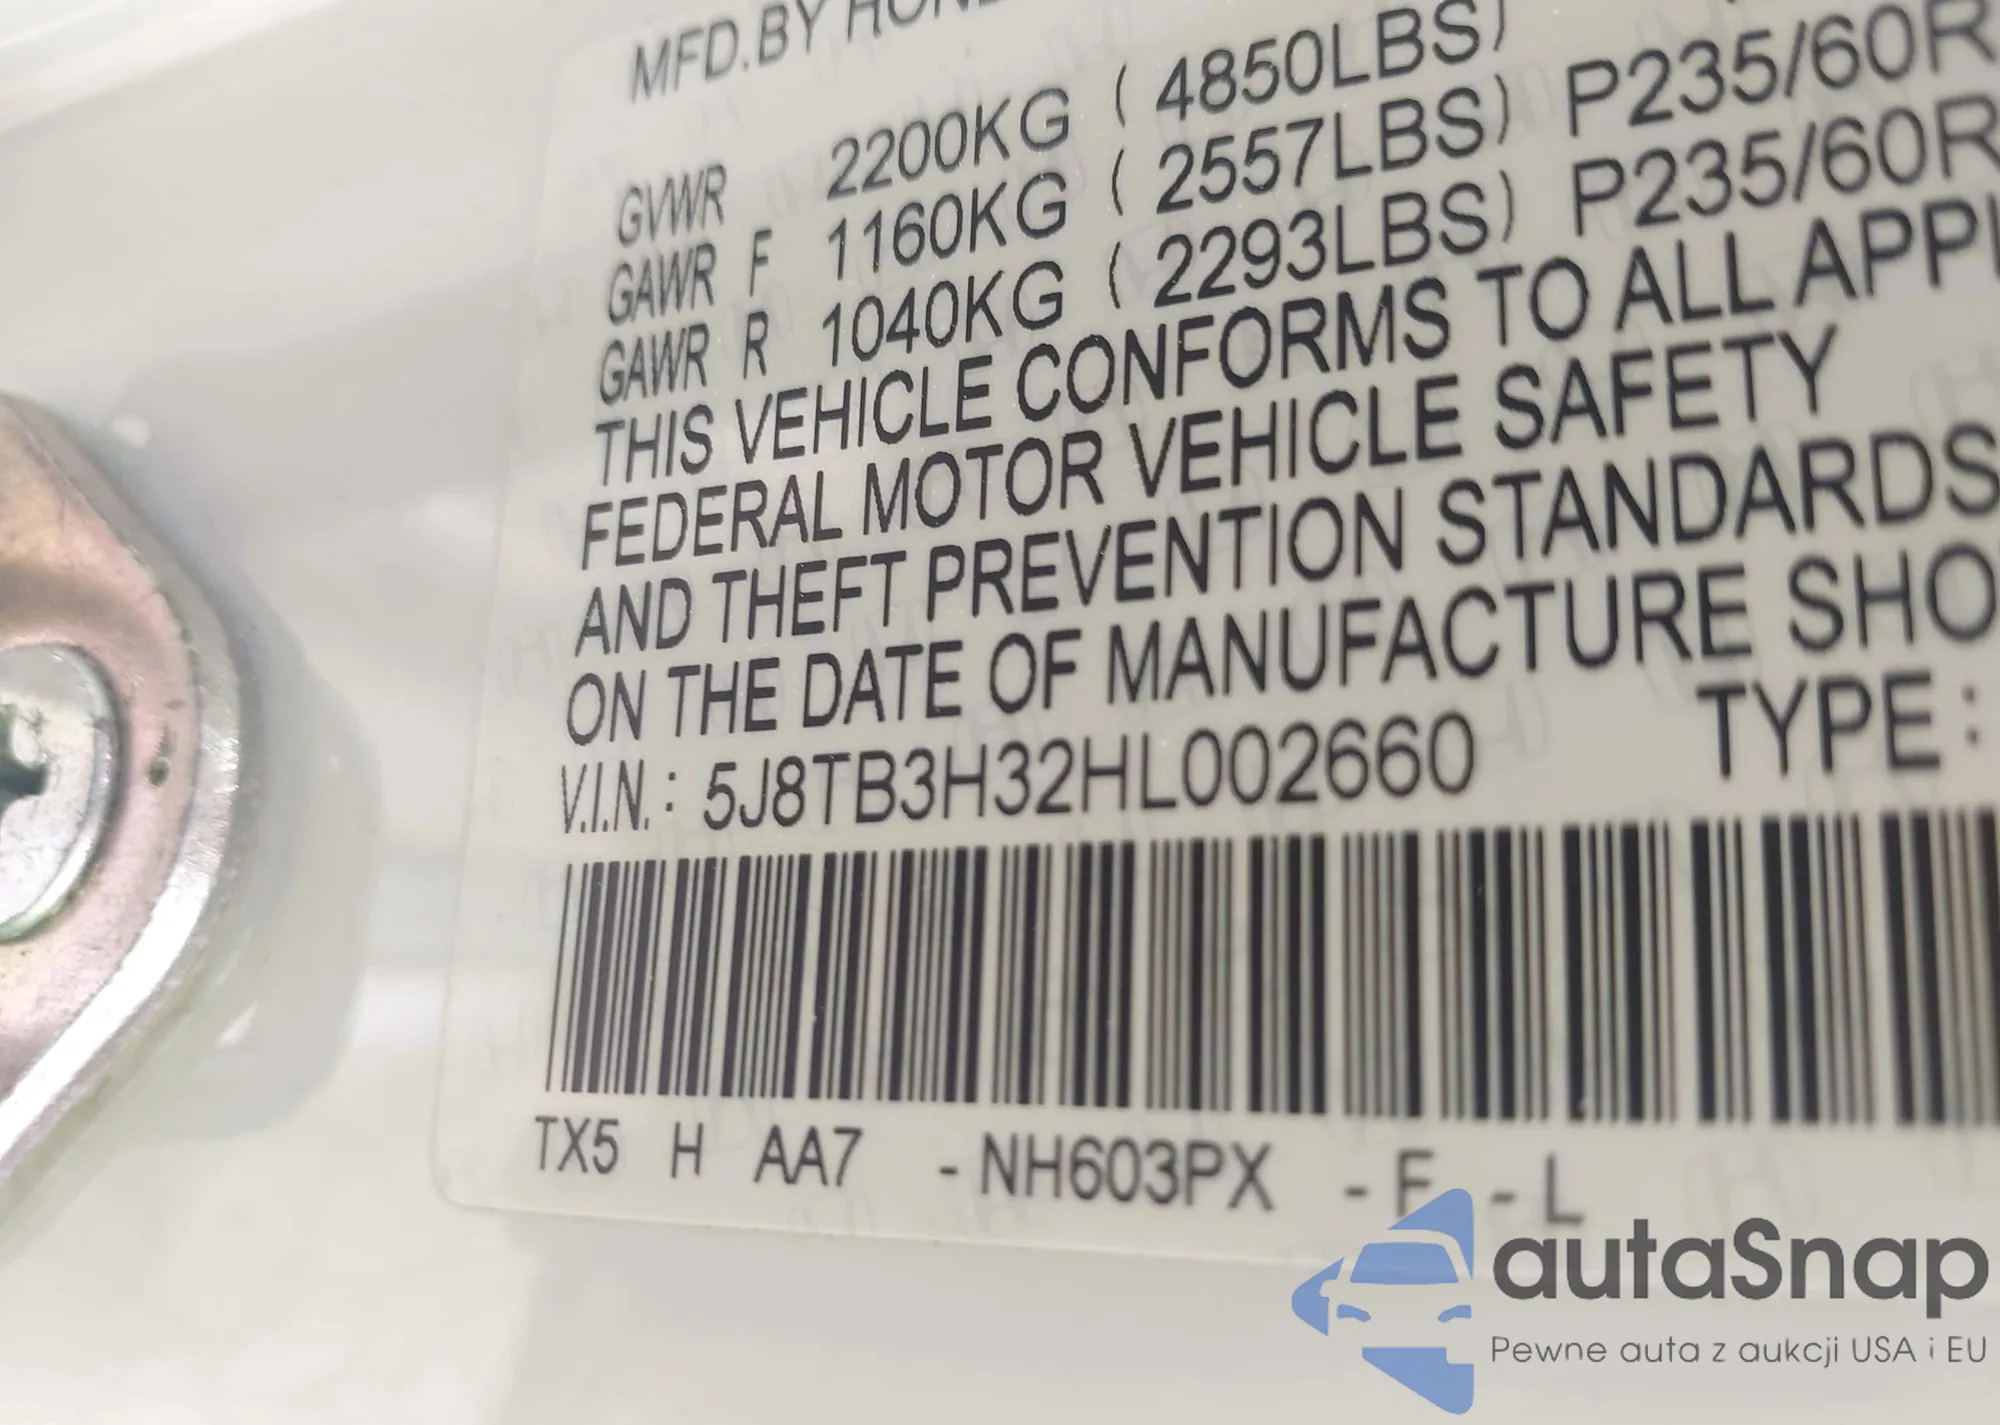 MFD.BY HON
GVWR 2200KG ( 4850LBS)
GAWR F 1160KG ( 2557LBS) P235/60R
GAWR R 1040KG ( 2293LBS) P235/60R
THIS VEHICLE CONFORMS TO ALL APPL
FEDERAL MOTOR VEHICLE SAFETY
AND THEFT PREVENTION STANDARDS
ON THE DATE OF MANUFACTURE SHO
V.I.N.: 5J8TB3H32HL002660 TYPE:
TX5 H AA7 -NH603PX -F -L
autaSnap
Pewne auta z aukcji USA i EU